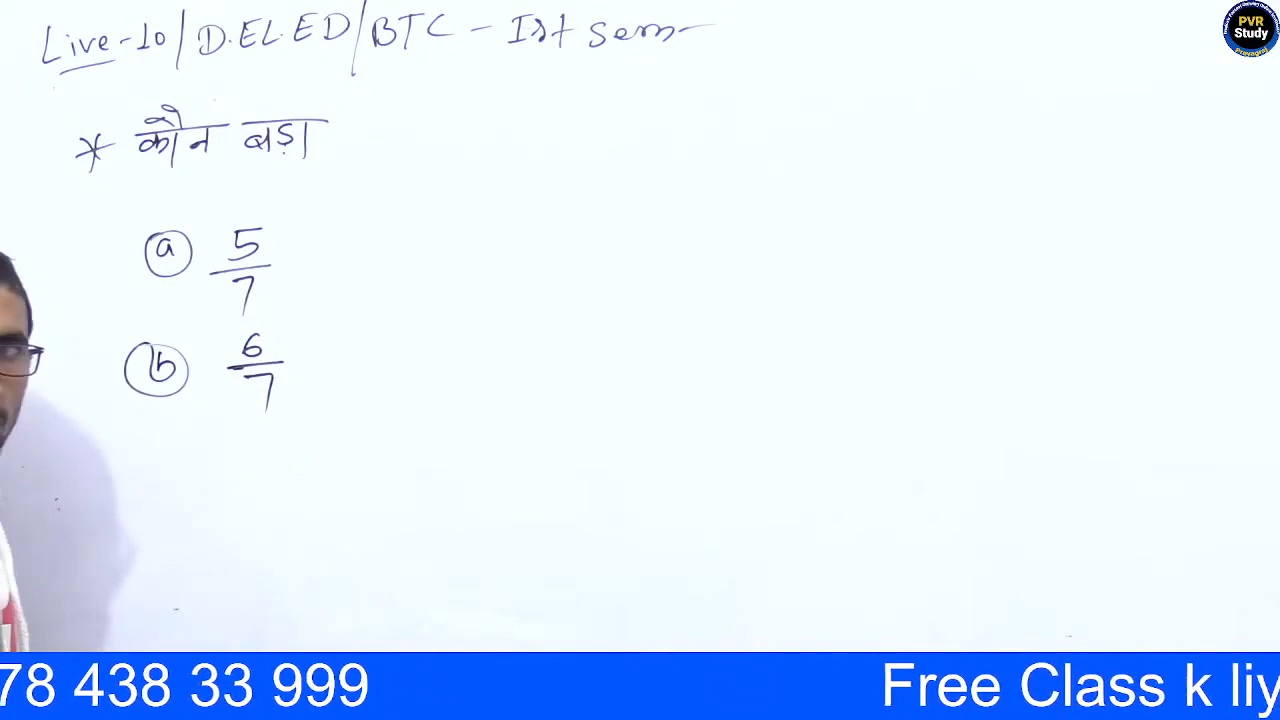 Live-10/D.EL.ED/BTC - Ist Sem
PVR
Study
Prayagraj
* कौन बड़ा
(a) 5/7
(b) 6/7
78 438 33 999 Free Class k liy